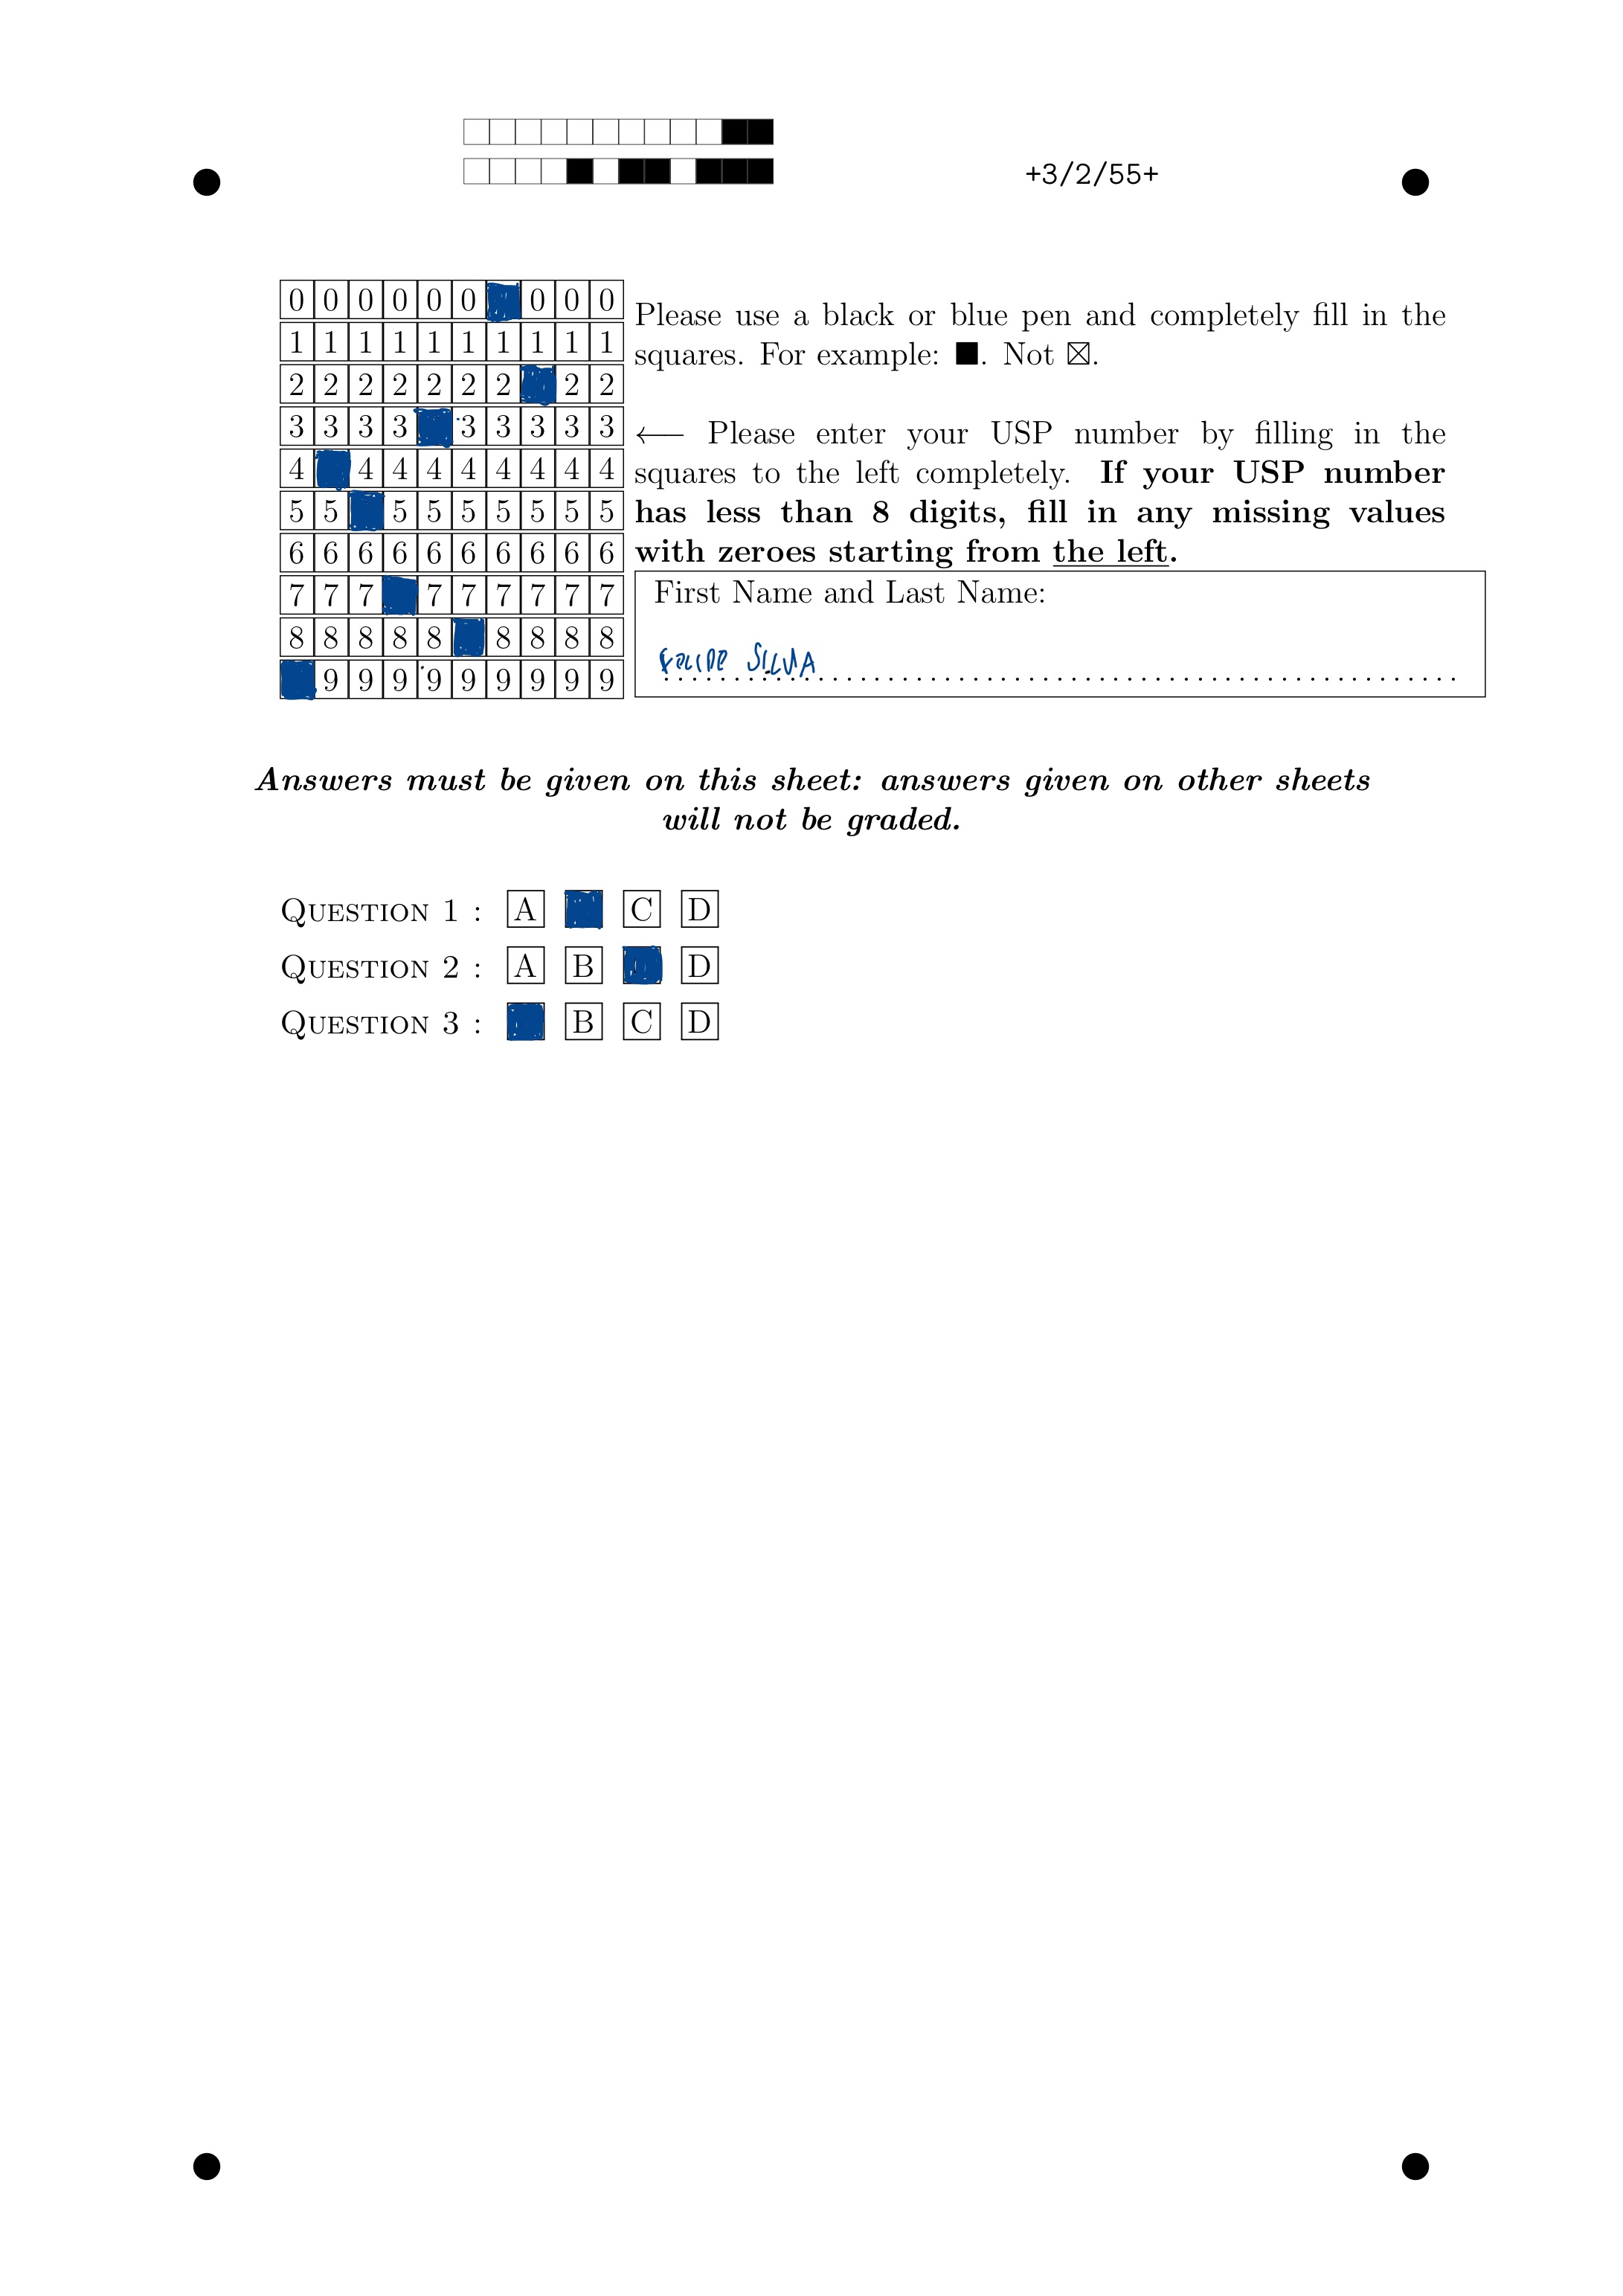 +3/2/55+
0 0 0 0 0 0 0 0 0
1 1 1 1 1 1 1 1 1 1
2 2 2 2 2 2 2 2 2
3 3 3 3 3 3 3 3 3
4 4 4 4 4 4 4 4 4
5 5 5 5 5 5 5 5 5
6 6 6 6 6 6 6 6 6 6
7 7 7 7 7 7 7 7 7
8 8 8 8 8 8 8 8 8
9 9 9 9 9 9 9 9 9
Please use a black or blue pen and completely fill in the
squares. For example: ■. Not ☒.
⟵ Please enter your USP number by filling in the
squares to the left completely. If your USP number
has less than 8 digits, fill in any missing values
with zeroes starting from the left.
First Name and Last Name:
FELIPE SILVA
Answers must be given on this sheet: answers given on other sheets
will not be graded.
QUESTION 1 : A C D
QUESTION 2 : A B D
QUESTION 3 : B C D